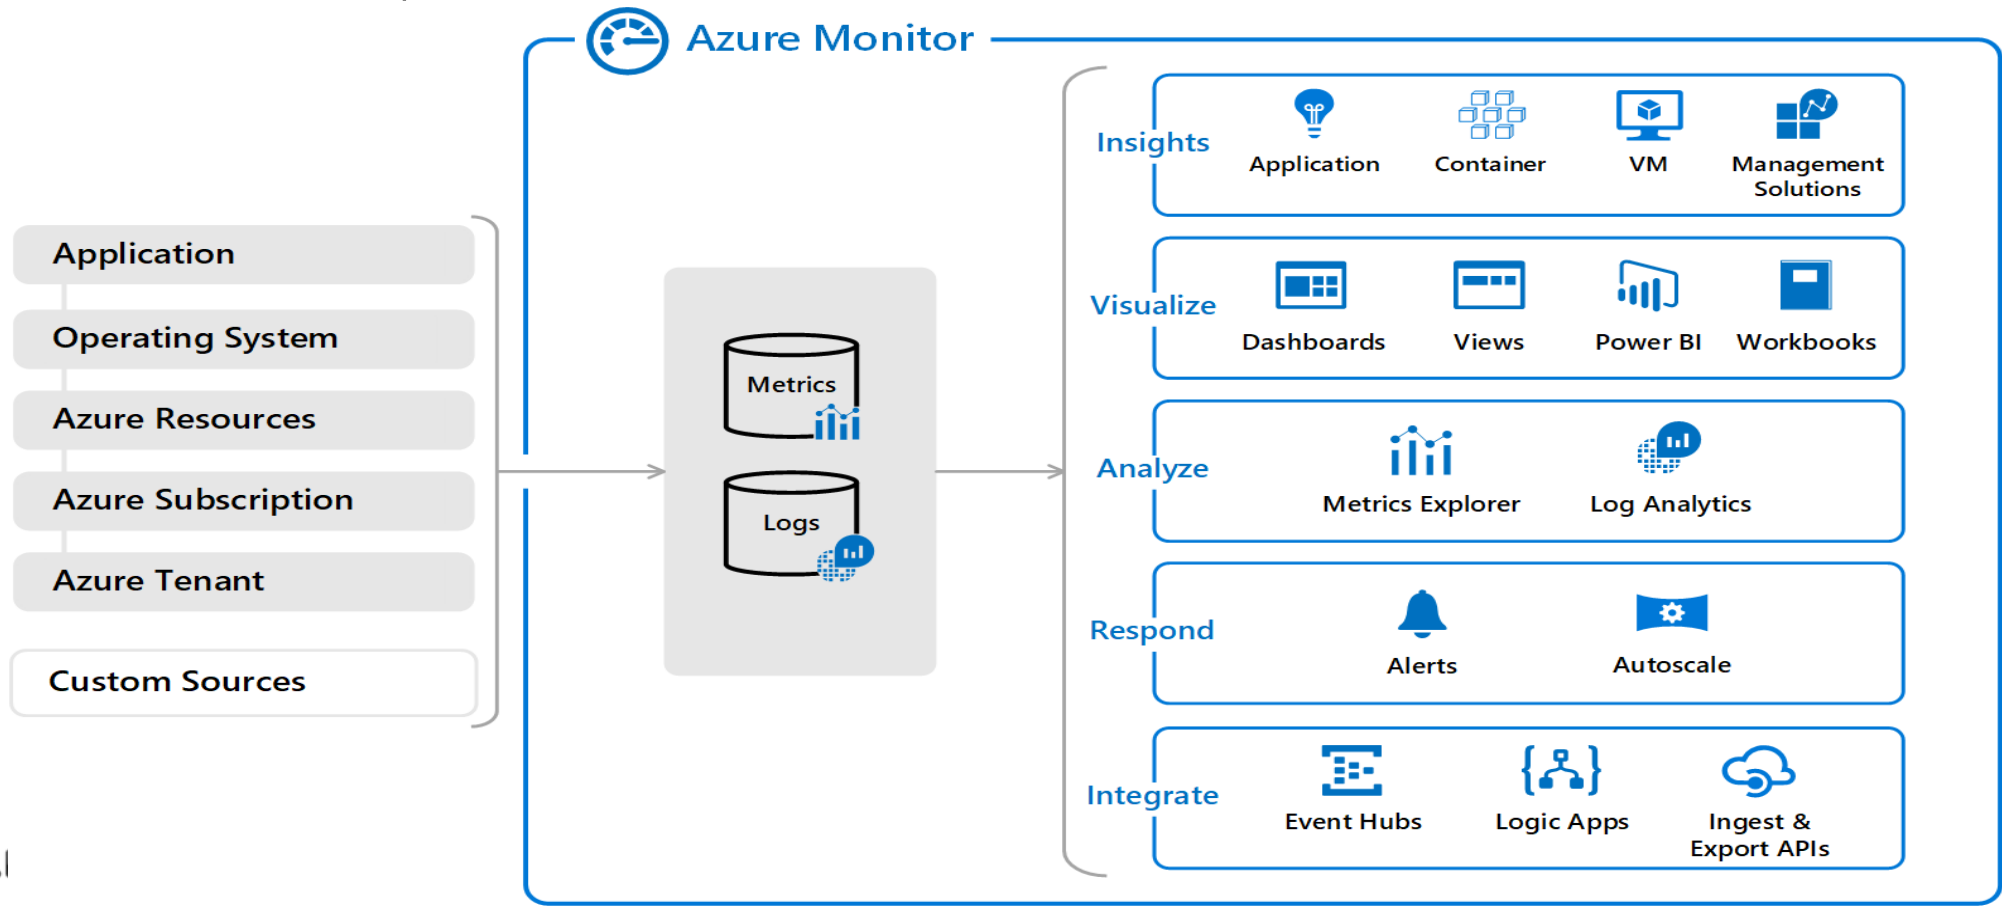 Azure Monitor
Application
Operating System
Azure Resources
Azure Subscription
Azure Tenant
Custom Sources
Metrics
Logs
Insights
Application
Container
VM
Management
Solutions
Visualize
Dashboards
Views
Power BI
Workbooks
Analyze
Metrics Explorer
Log Analytics
Respond
Alerts
Autoscale
Integrate
Event Hubs
Logic Apps
Ingest &
Export APIs